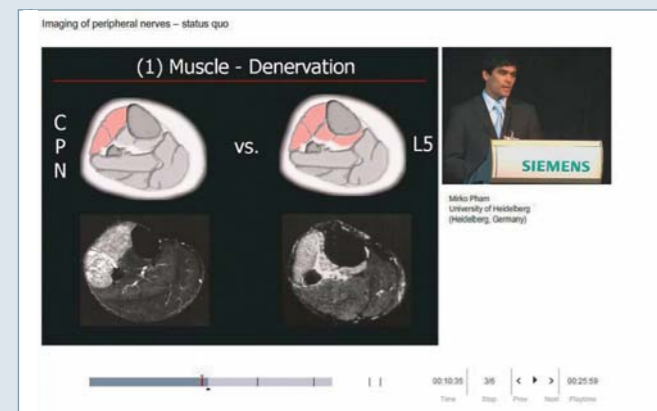 Imaging of peripheral nerves – status quo
(1) Muscle - Denervation
C
P
N
vs.
L5
SIEMENS
Mirko Pham
University of Heidelberg
(Heidelberg, Germany)
00:10:35 3/6 00:25:59
Time Step Prev Next Playtime